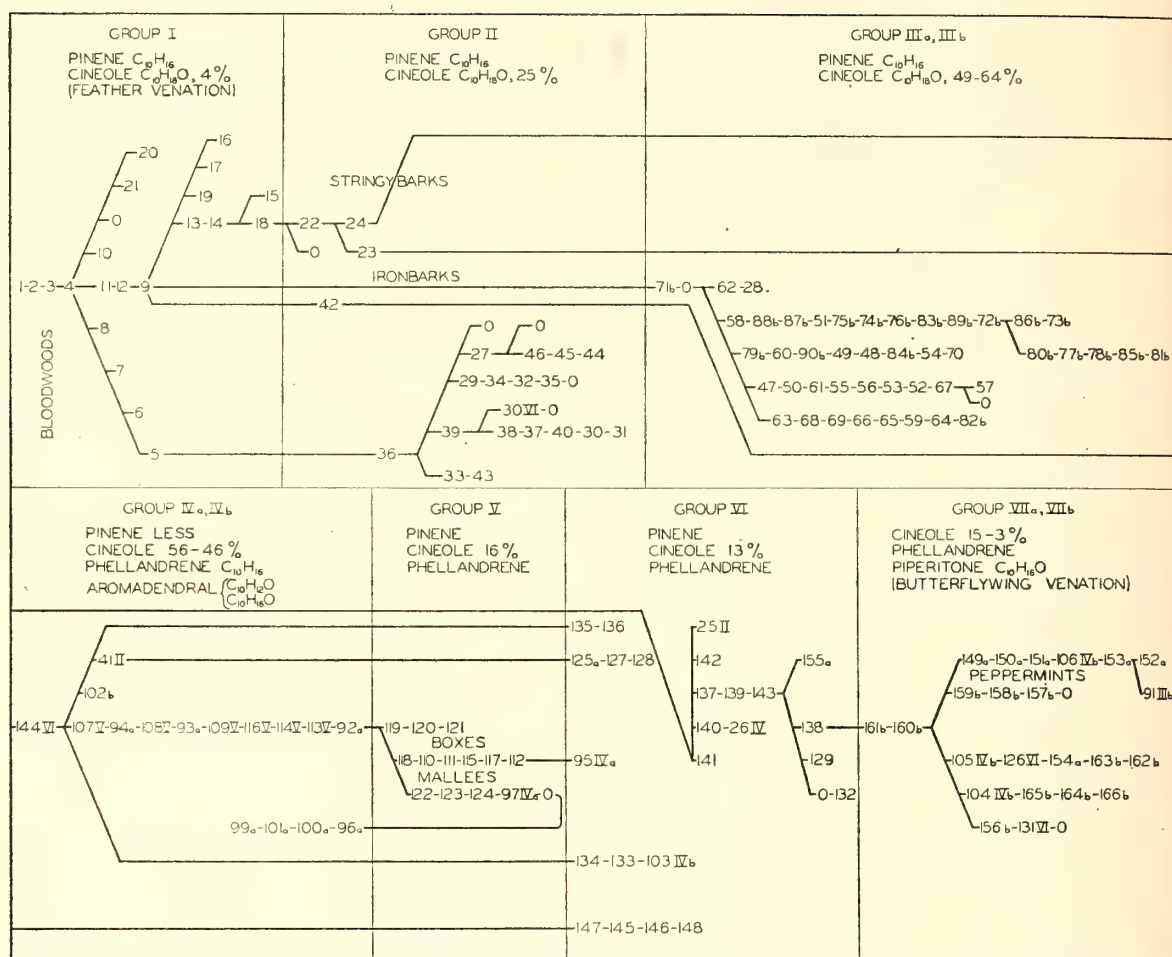 GROUP I
PINENE C₁₀H₁₆
CINEOLE C₁₀H₁₈O, 4%
(FEATHER VENATION)
GROUP II
PINENE C₁₀H₁₆
CINEOLE C₁₀H₁₈O, 25%
GROUP IIIa, IIIb
PINENE C₁₀H₁₆
CINEOLE C₁₀H₁₈O, 49-64%
20
21
0
10
1-2-3-4
11-12-9
8
7
6
5
BLOODWOODS
16
17
19
13-14
15
18
22
0
24
23
STRINGYBARKS
IRONBARKS
42
36
0
27
0
46-45-44
29-34-32-35-0
30VI-0
39
38-37-40-30-31
33-43
71b-0
62-28.
58-88b-87b-51-75b-74b-76b-83b-89b-72b
86b-73b
80b-77b-78b-85b-81b
79b-60-90b-49-48-84b-54-70
47-50-61-55-56-53-52-67
57
0
63-68-69-66-65-59-64-82b
GROUP IVa, IVb
PINENE LESS
CINEOLE 56-46%
PHELLANDRENE C₁₀H₁₆
AROMADENDRAL {C₁₀H₁₂O
{C₁₀H₁₆O
GROUP V
PINENE
CINEOLE 16%
PHELLANDRENE
GROUP VI
PINENE
CINEOLE 13%
PHELLANDRENE
GROUP VIIa, VIIb
CINEOLE 15-3%
PHELLANDRENE
PIPERITONE C₁₀H₁₆O
(BUTTERFLYWING VENATION)
41II
102b
144VI
107V-94a-108V-93a-109V-116V-114V-113V-92a
99a-101a-100a-96a
119-120-121
BOXES
118-110-111-115-117-112
MALLEES
122-123-124-97IVa-0
135-136
125a-127-128
95IVa
134-133-103IVb
147-145-146-148
25II
142
137-139-143
140-26IV
141
155a
138
129
0-132
161b-160b
149a-150a-151a-106IVb-153a
152a
91IIIb
PEPPERMINTS
159b-158b-157b-0
105IVb-126VI-154a-163b-162b
104IVb-165b-164b-166b
156b-131VI-0